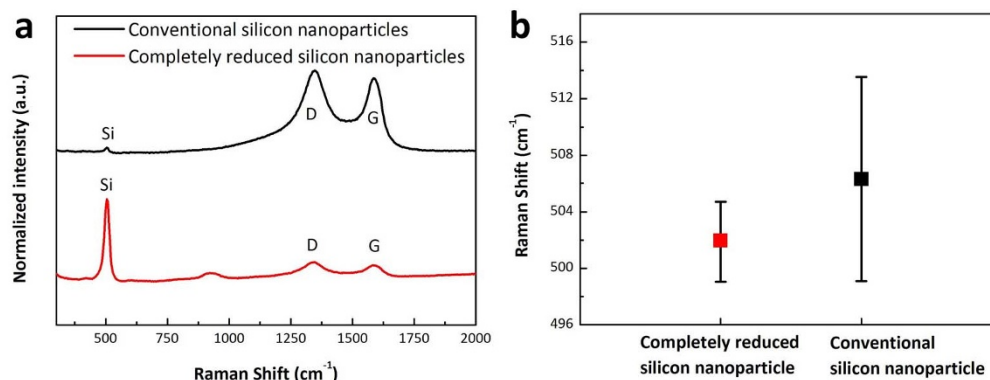 a
Conventional silicon nanoparticles
Completely reduced silicon nanoparticles
Normalized intensity (a.u.)
Si
D
G
Si
D
G
500 750 1000 1250 1500 1750 2000
Raman Shift (cm⁻¹)
b
Raman Shift (cm⁻¹)
516
512
508
504
500
496
Completely reduced
silicon nanoparticle
Conventional
silicon nanoparticle